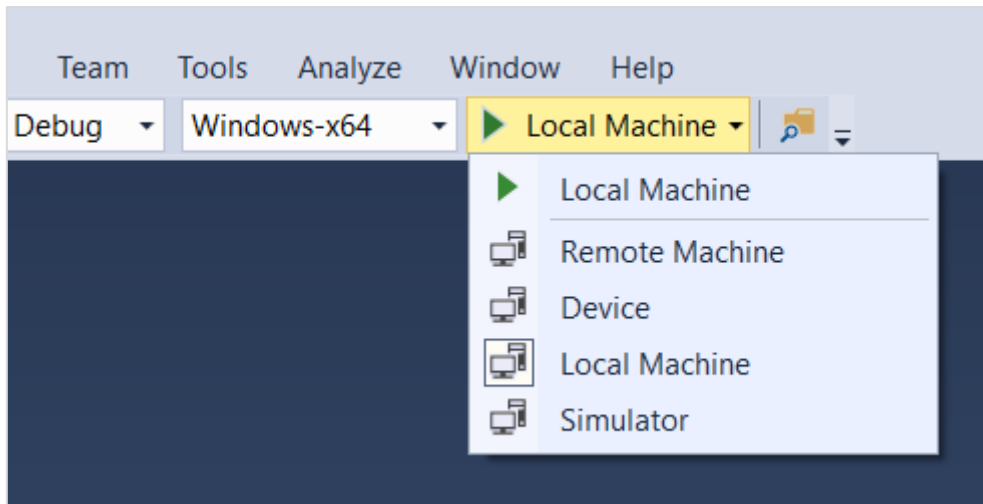 Team Tools Analyze Window Help
Debug Windows-x64 Local Machine
Local Machine
Remote Machine
Device
Local Machine
Simulator